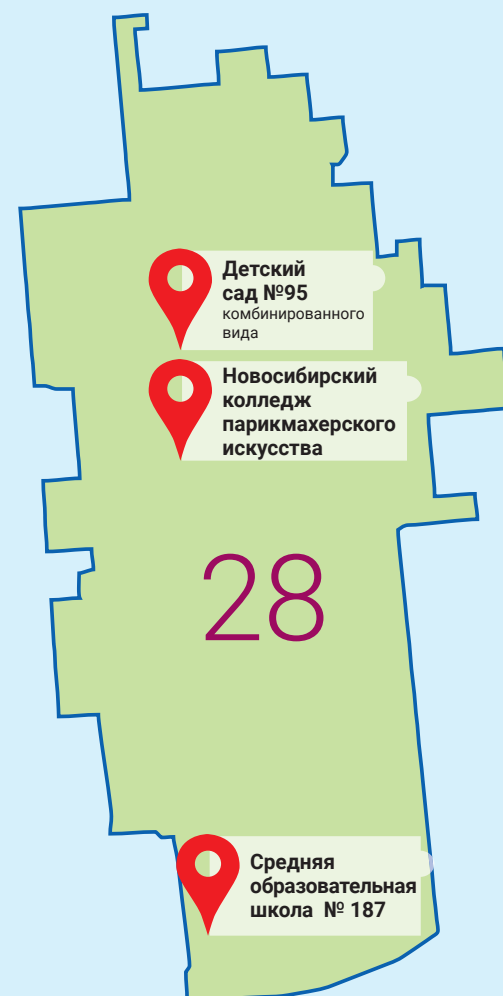 Детский
сад №95
комбинированного
вида
Новосибирский
колледж
парикмахерского
искусства
28
Средняя
образовательная
школа № 187